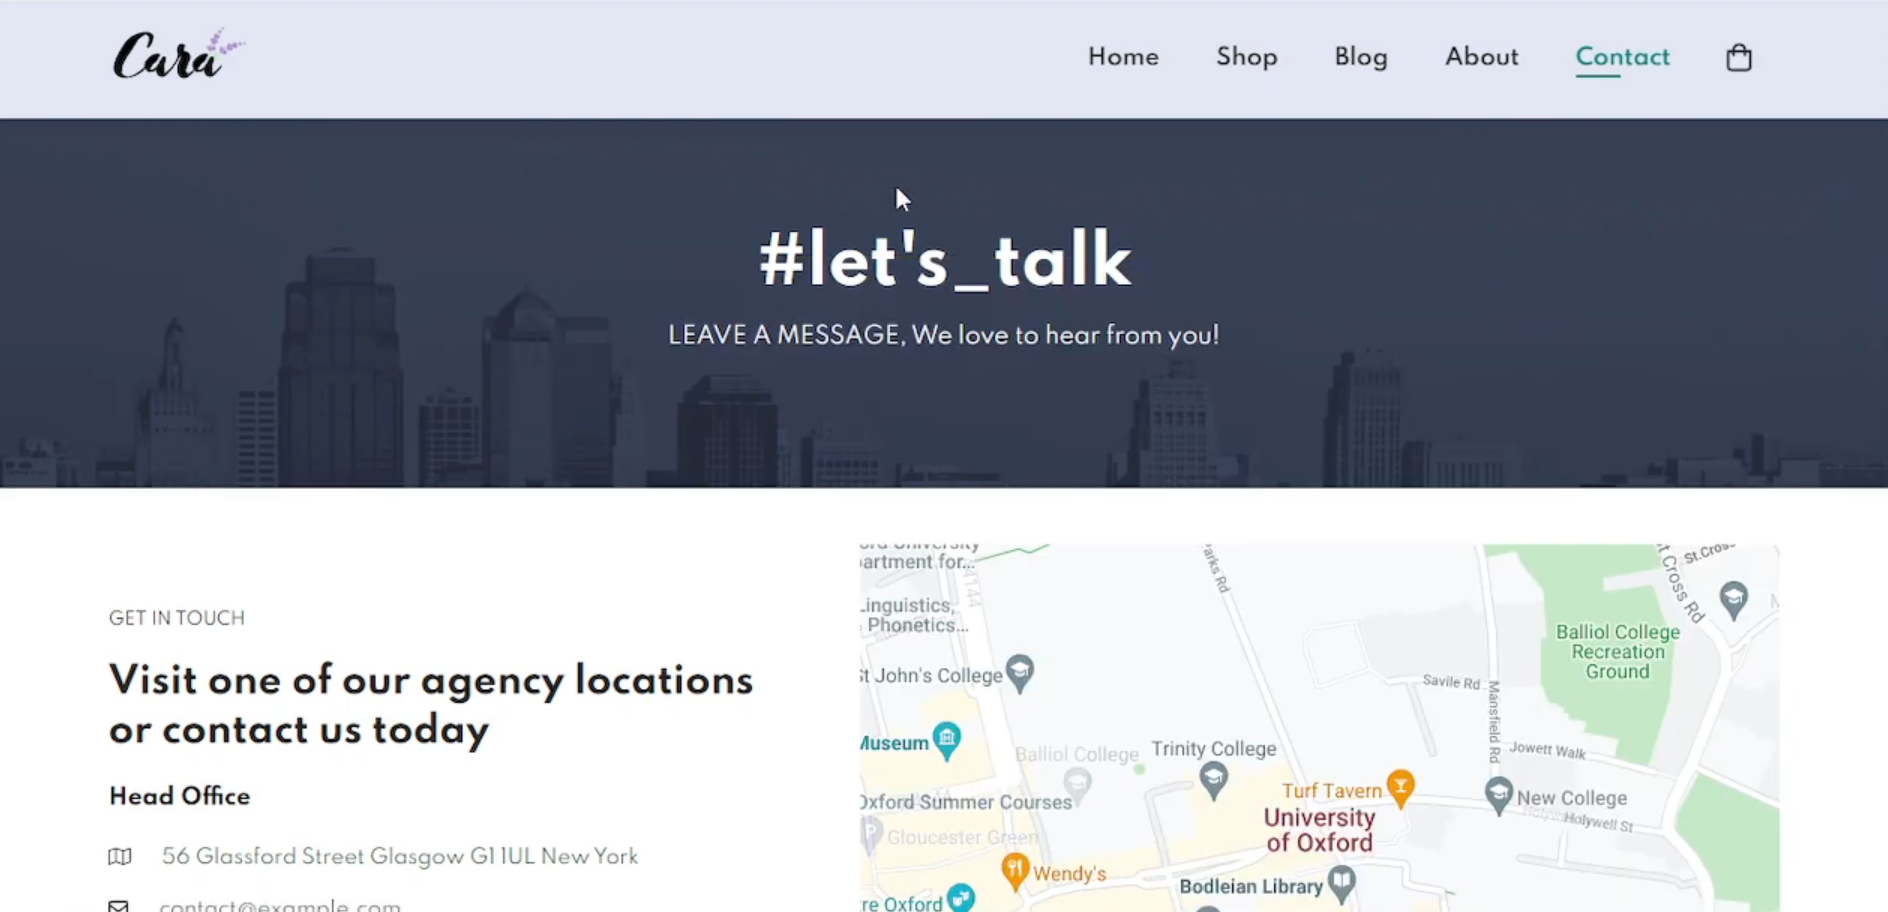 Cara
Home Shop Blog About Contact
#let's_talk
LEAVE A MESSAGE, We love to hear from you!
GET IN TOUCH
Visit one of our agency locations
or contact us today
Head Office
56 Glassford Street Glasgow G1 1UL New York
contact@example.com
artment for...
4144
Linguistics,
Phonetics...
St John's College
Museum
Balliol College
Trinity College
Oxford Summer Courses
Gloucester Green
P
Wendy's
re Oxford
Parks Rd
Turf Tavern
University
of Oxford
Bodleian Library
Savile Rd
Mansfield Rd
Jowett Walk
New College
Holywell St
Balliol College
Recreation
Ground
St Cross Rd
St.Cross